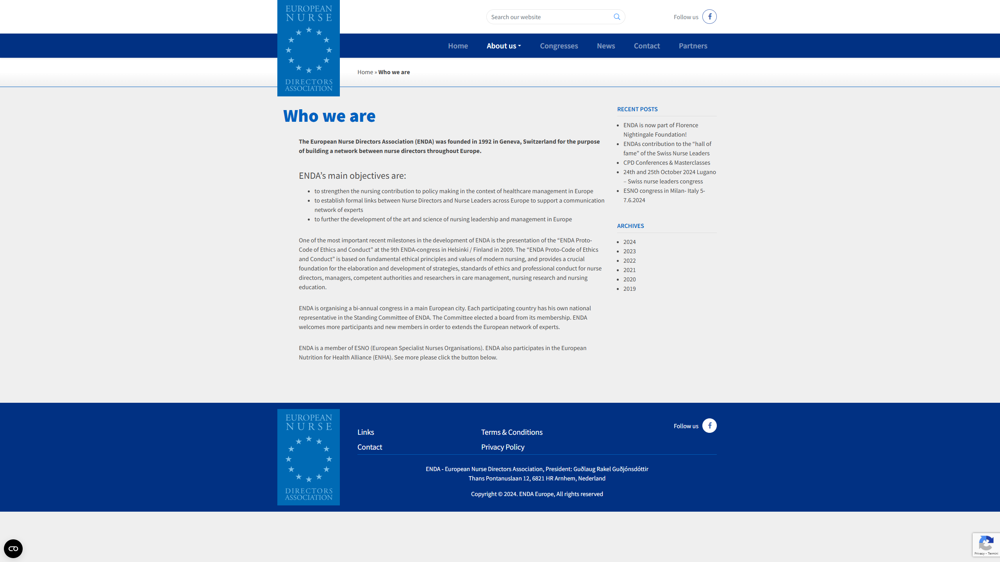 EUROPEAN
NURSE
DIRECTORS
ASSOCIATION
Search our website
Follow us
Home
About us
Congresses
News
Contact
Partners
Home » Who we are
Who we are
The European Nurse Directors Association (ENDA) was founded in 1992 in Geneva, Switzerland for the purpose
of building a network between nurse directors throughout Europe.
ENDA’s main objectives are:
• to strengthen the nursing contribution to policy making in the context of healthcare management in Europe
• to establish formal links between Nurse Directors and Nurse Leaders across Europe to support a communication
network of experts
• to further the development of the art and science of nursing leadership and management in Europe
One of the most important recent milestones in the development of ENDA is the presentation of the “ENDA Proto-
Code of Ethics and Conduct” at the 9th ENDA-congress in Helsinki / Finland in 2009. The “ENDA Proto-Code of Ethics
and Conduct” is based on fundamental ethical principles and values of modern nursing, and provides a crucial
foundation for the elaboration and development of strategies, standards of ethics and professional conduct for nurse
directors, managers, competent authorities and researchers in care management, nursing research and nursing
education.
ENDA is organising a bi-annual congress in a main European city. Each participating country has his own national
representative in the Standing Committee of ENDA. The Committee elected a board from its membership. ENDA
welcomes more participants and new members in order to extends the European network of experts.
ENDA is a member of ESNO (European Specialist Nurses Organisations). ENDA also participates in the European
Nutrition for Health Alliance (ENHA). See more please click the button below.
RECENT POSTS
• ENDA is now part of Florence
Nightingale Foundation!
• ENDAs contribution to the “hall of
fame” of the Swiss Nurse Leaders
• CPD Conferences & Masterclasses
• 24th and 25th October 2024 Lugano
– Swiss nurse leaders congress
• ESNO congress in Milan- Italy 5-
7.6.2024
ARCHIVES
• 2024
• 2023
• 2022
• 2021
• 2020
• 2019
EUROPEAN
NURSE
DIRECTORS
ASSOCIATION
Links
Contact
Terms & Conditions
Privacy Policy
Follow us
ENDA - European Nurse Directors Association, President: Guðlaug Rakel Guðjónsdóttir
Thans Pontanuslaan 12, 6821 HR Arnhem, Nederland
Copyright © 2024. ENDA Europe, All rights reserved
Privacy - Termini